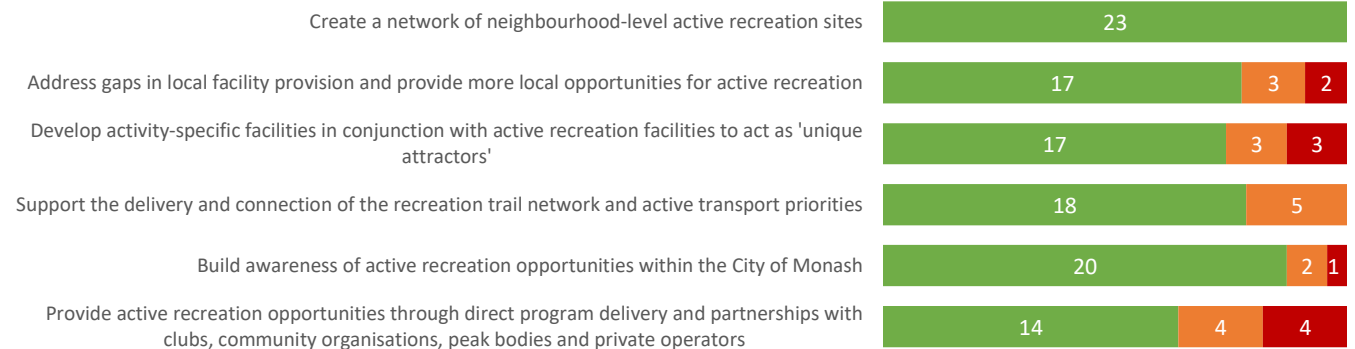 Create a network of neighbourhood-level active recreation sites
23
Address gaps in local facility provision and provide more local opportunities for active recreation
17 3 2
Develop activity-specific facilities in conjunction with active recreation facilities to act as 'unique
attractors'
17 3 3
Support the delivery and connection of the recreation trail network and active transport priorities
18 5
Build awareness of active recreation opportunities within the City of Monash
20 2 1
Provide active recreation opportunities through direct program delivery and partnerships with
clubs, community organisations, peak bodies and private operators
14 4 4